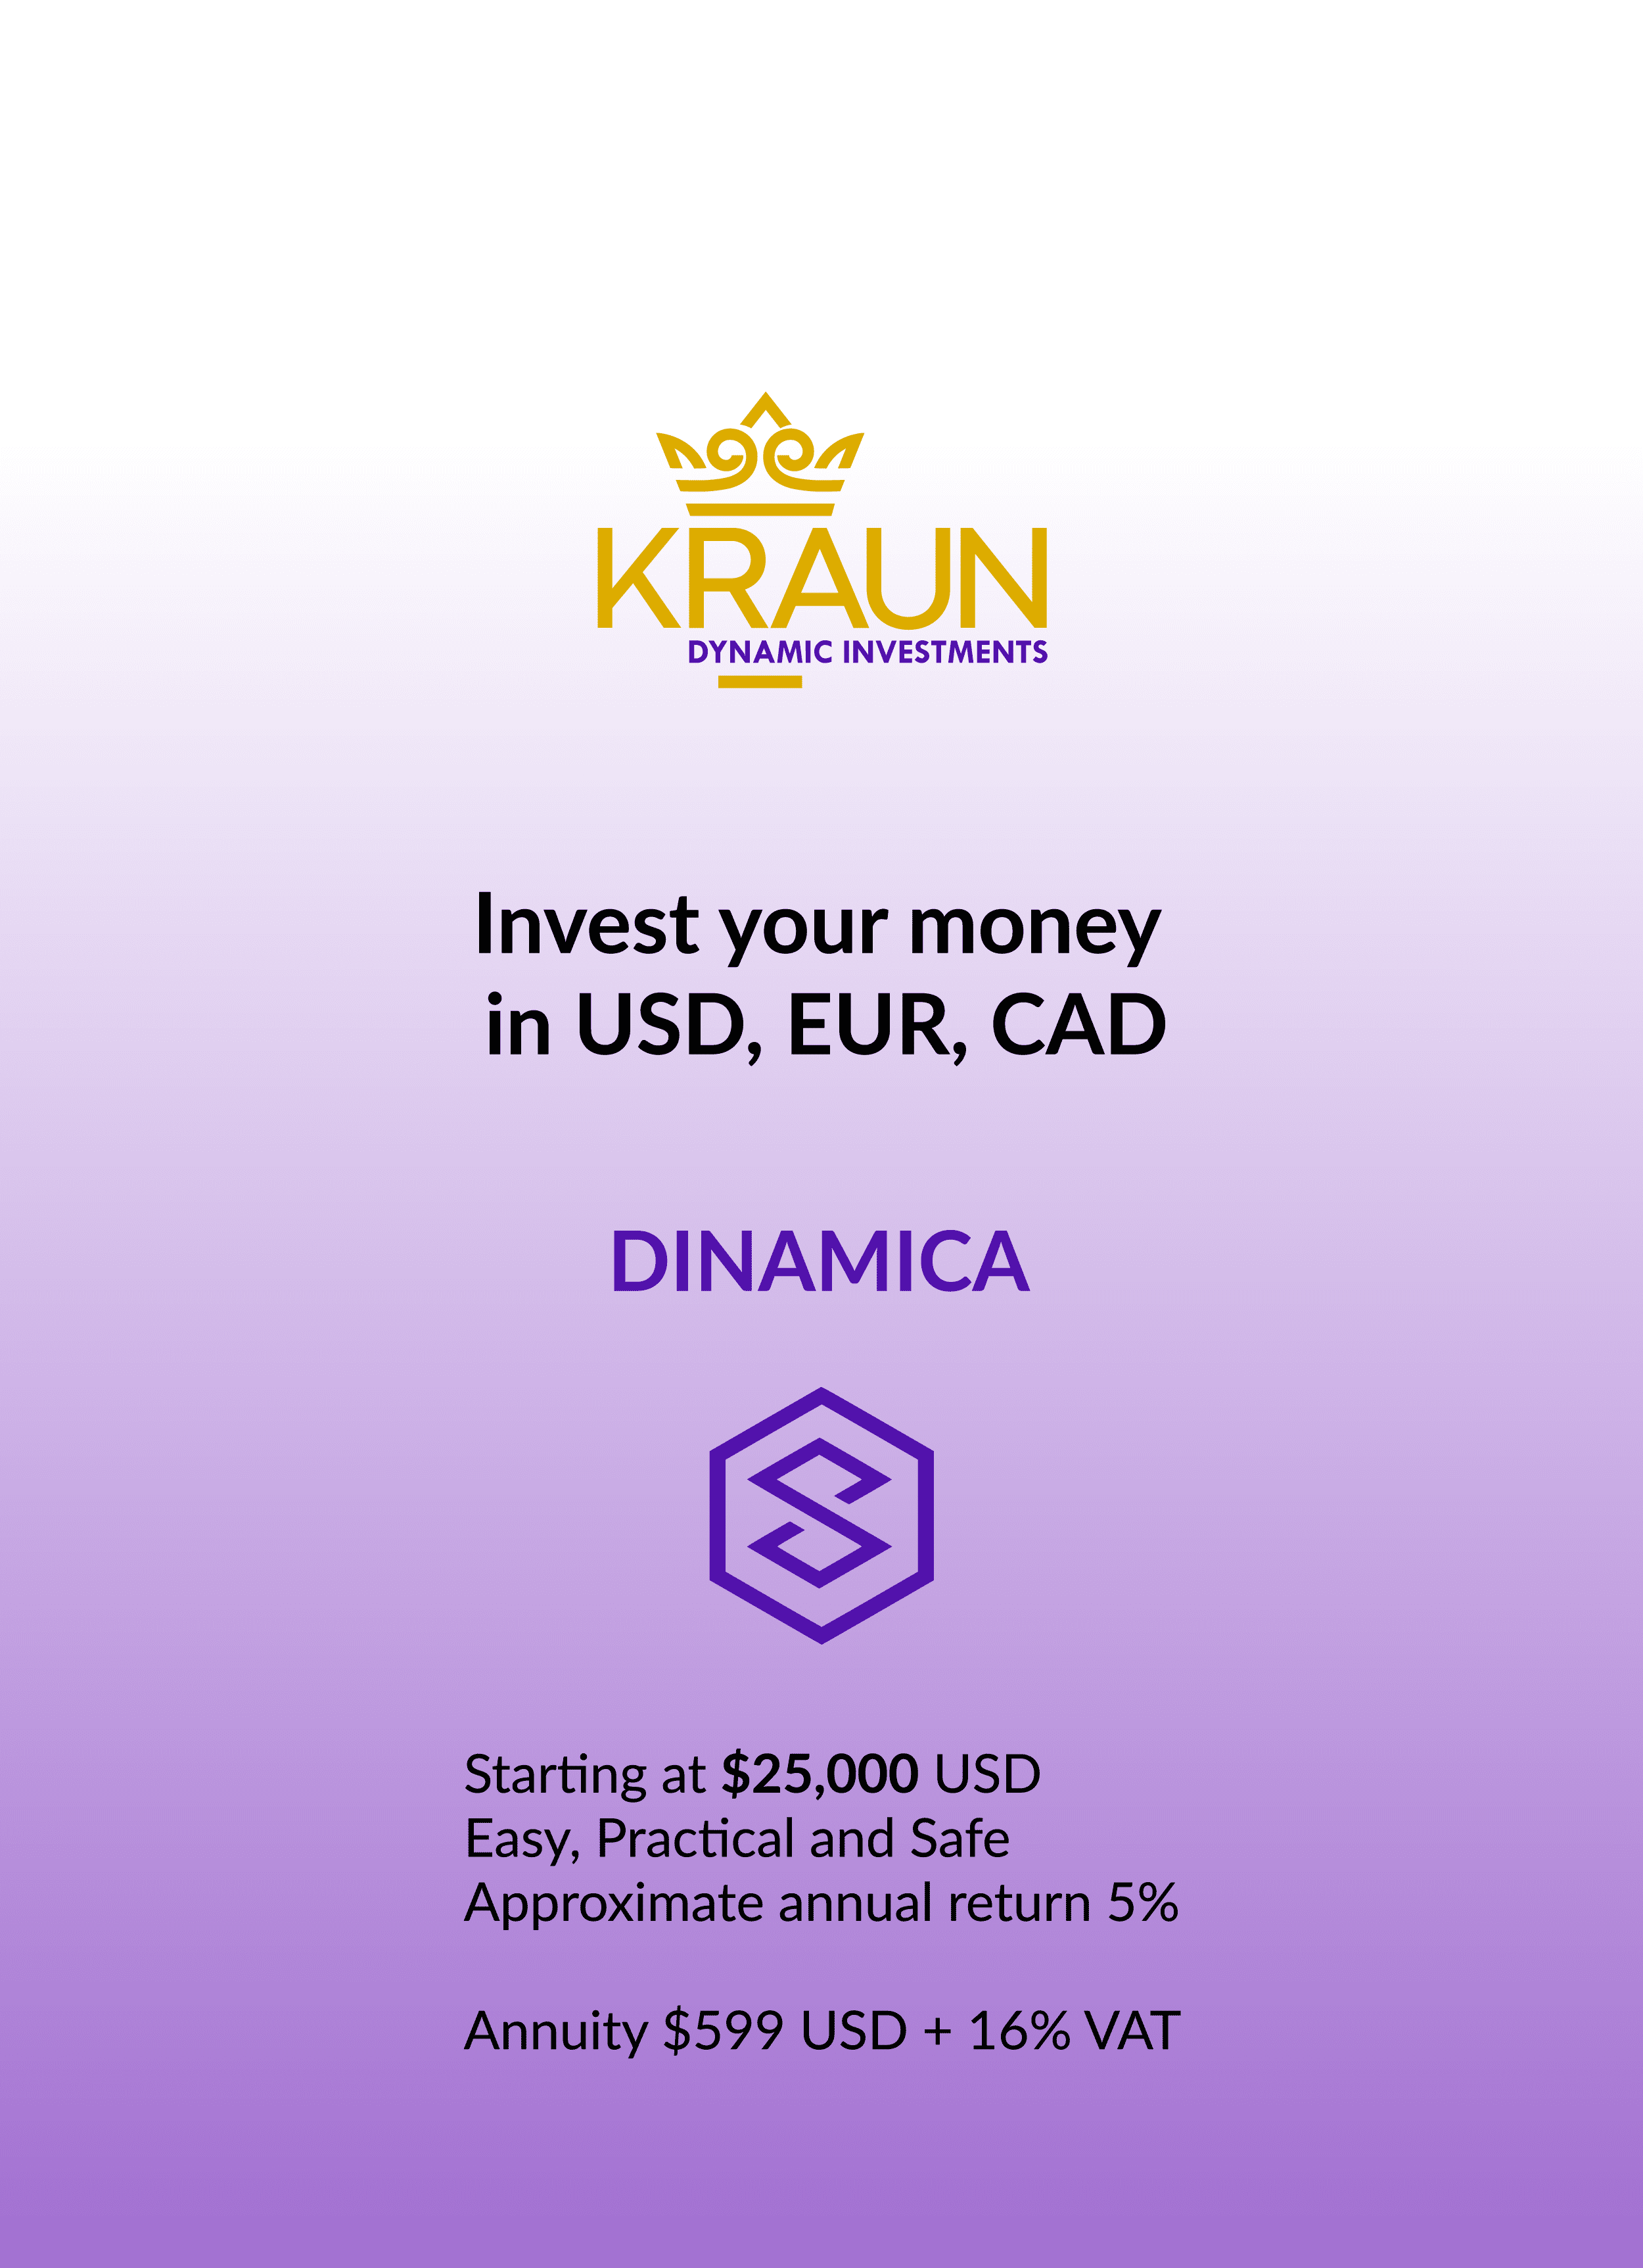 KRAUN
DYNAMIC INVESTMENTS
Invest your money
in USD, EUR, CAD
DINAMICA
Starting at $25,000 USD
Easy, Practical and Safe
Approximate annual return 5%
Annuity $599 USD + 16% VAT